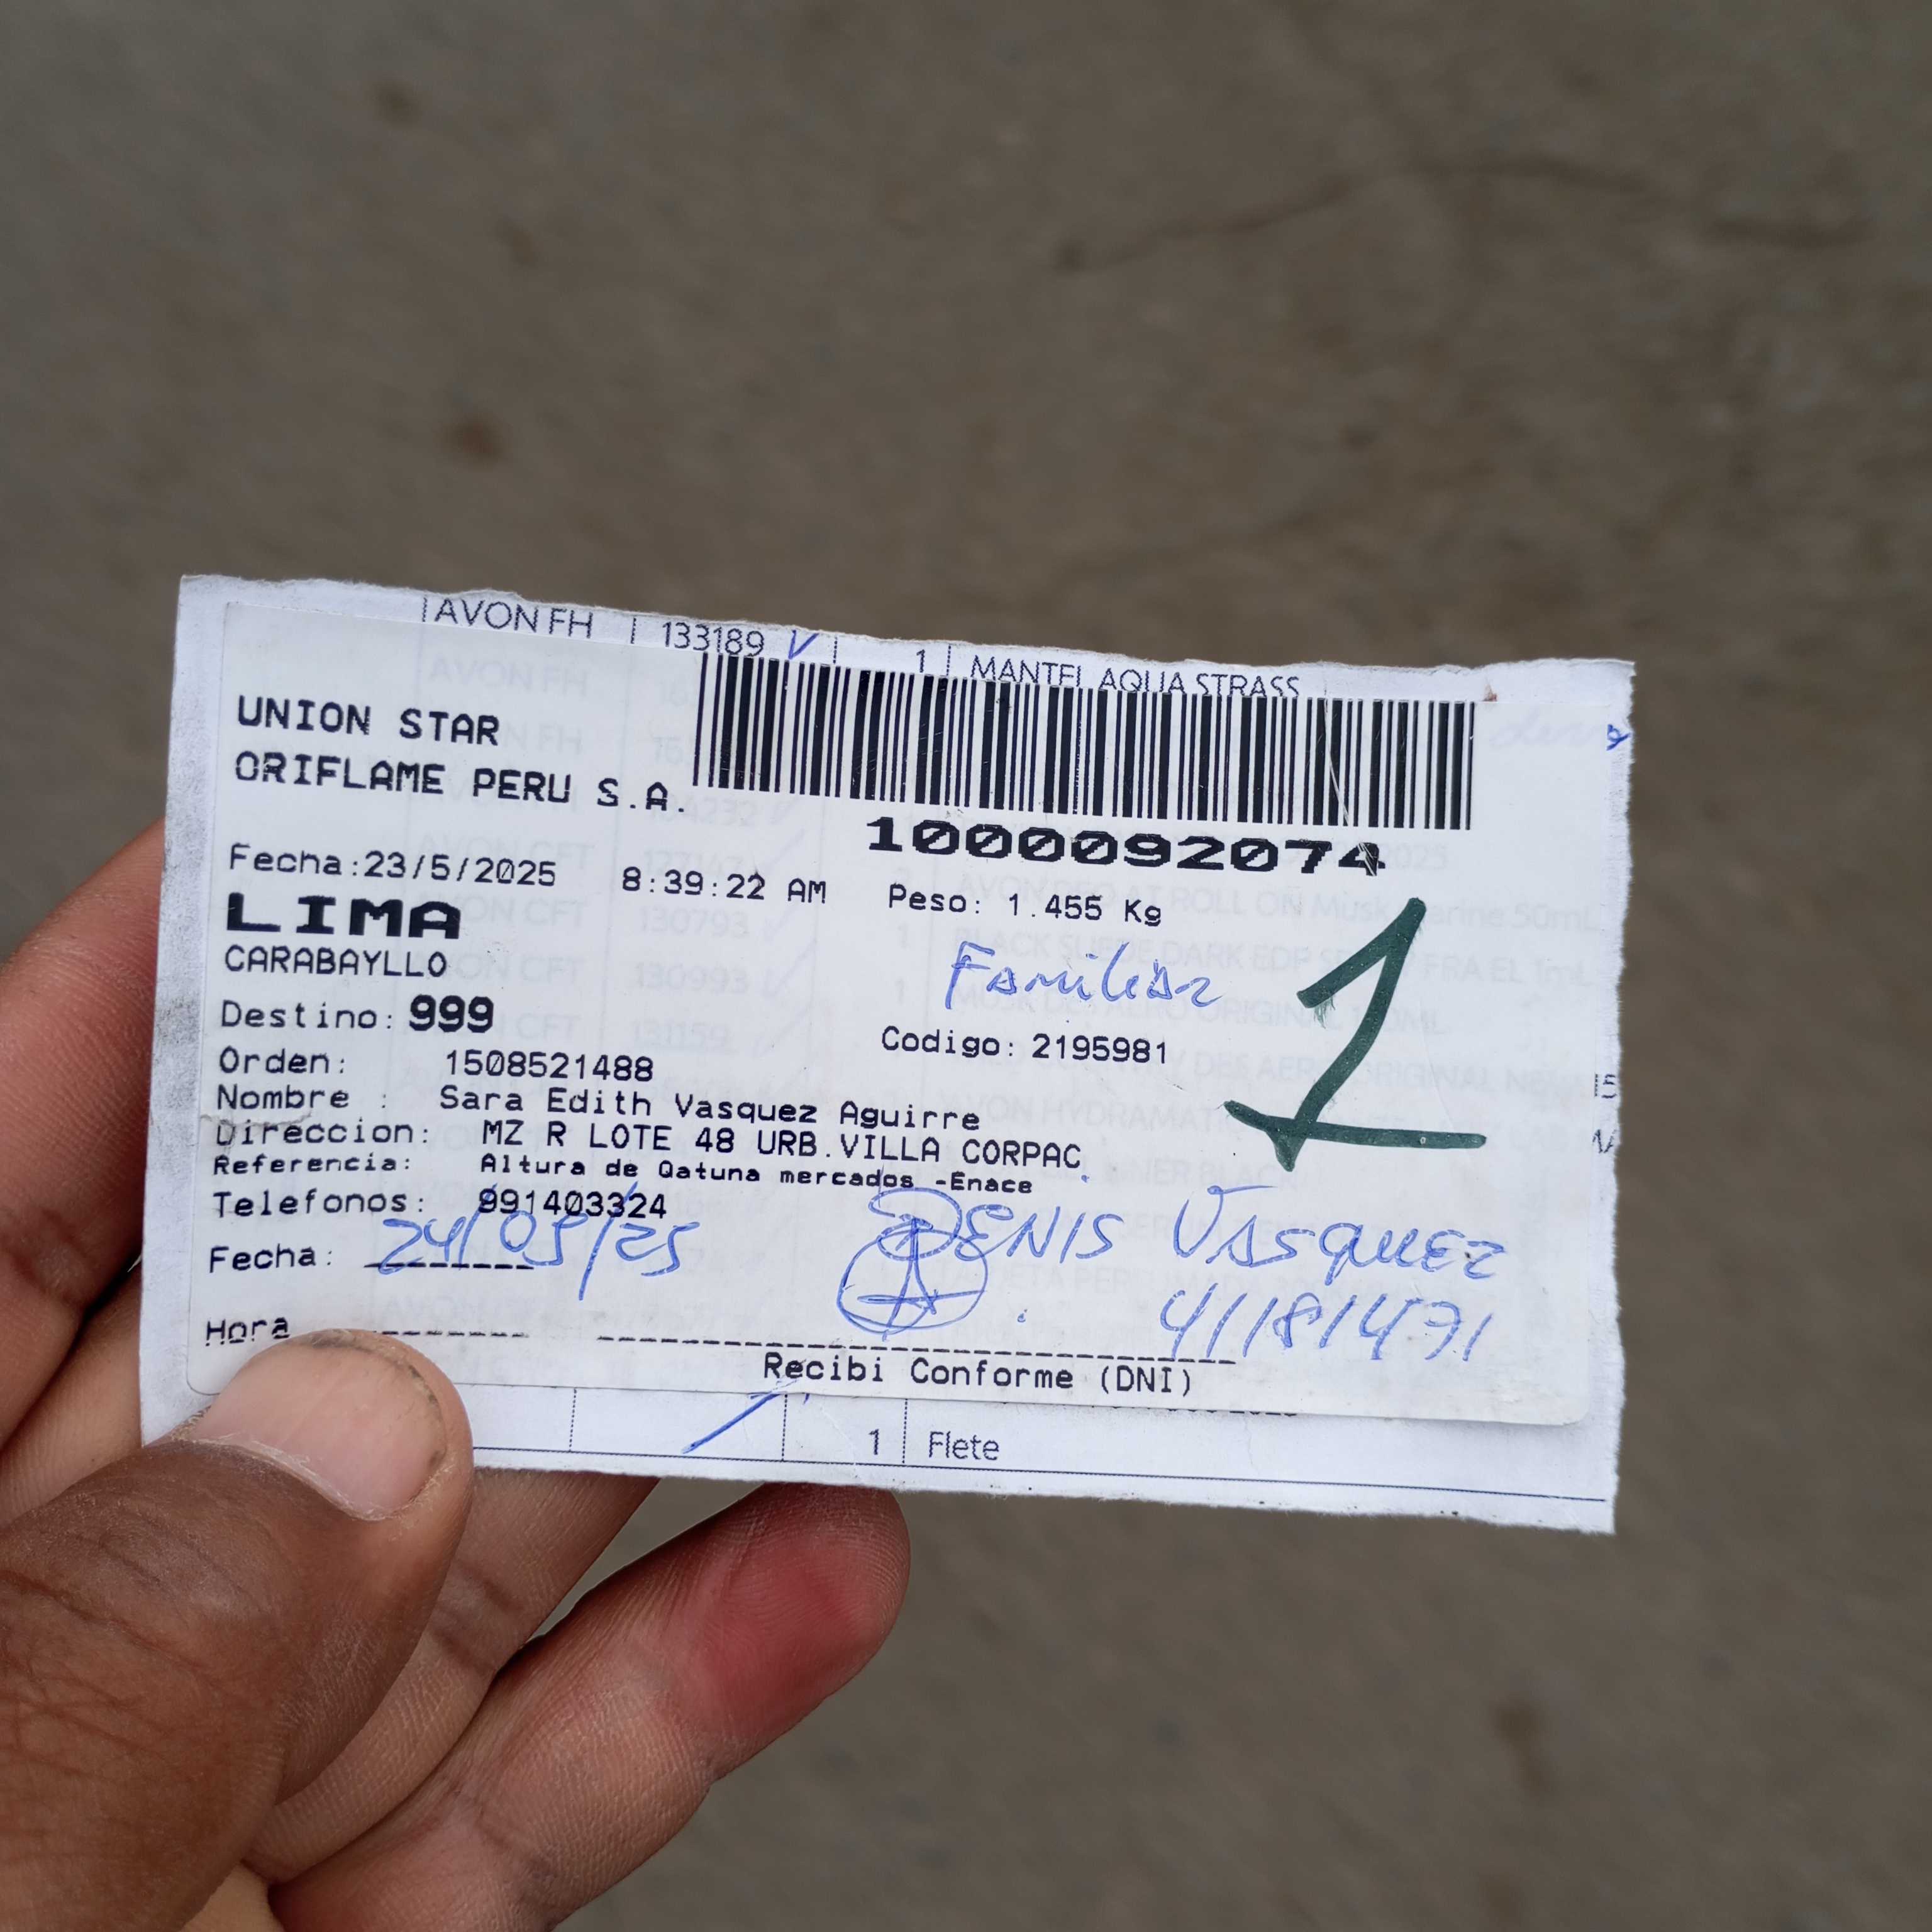 AVON FH 133189 1 MANTEL AQUA STRASS
UNION STAR
ORIFLAME PERU S.A.
1000092074
Fecha:23/5/2025 8:39:22 AM Peso: 1.455 Kg
LIMA
CARABAYLLO
Familiar
1
Destino: 999
Codigo: 2195981
Orden: 1508521488
Nombre : Sara Edith Vasquez Aguirre
Direccion: MZ R LOTE 48 URB.VILLA CORPAC
Referencia: Altura de Qatuna mercados -Enace
Telefonos: 991403324
Fecha: 24/05/25 DENIS VASQUEZ
41181471
Hora
Recibi Conforme (DNI)
1 Flete